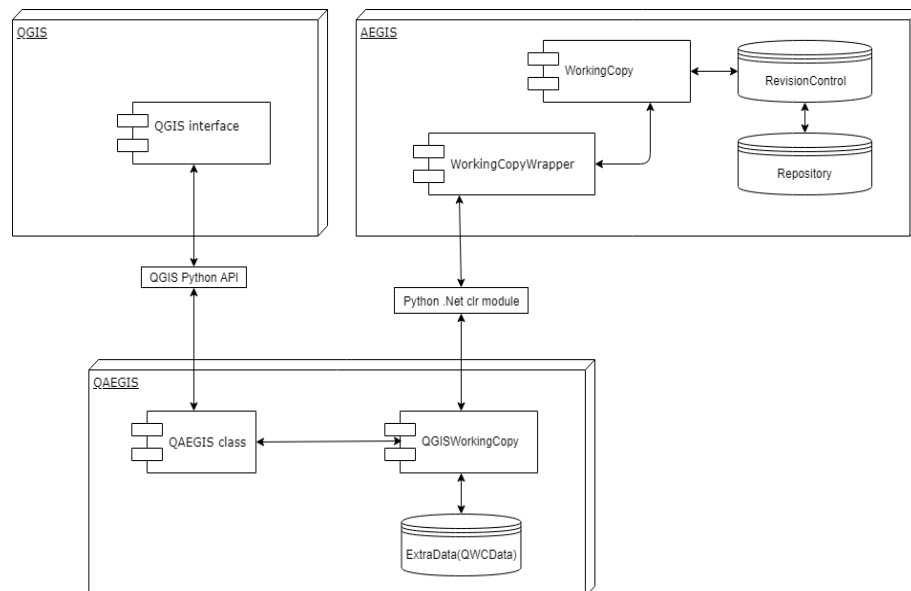 QGIS
QGIS interface
AEGIS
WorkingCopy
RevisionControl
WorkingCopyWrapper
Repository
QGIS Python API
Python .Net clr module
QAEGIS
QAEGIS class
QGISWorkingCopy
ExtraData(QWCData)